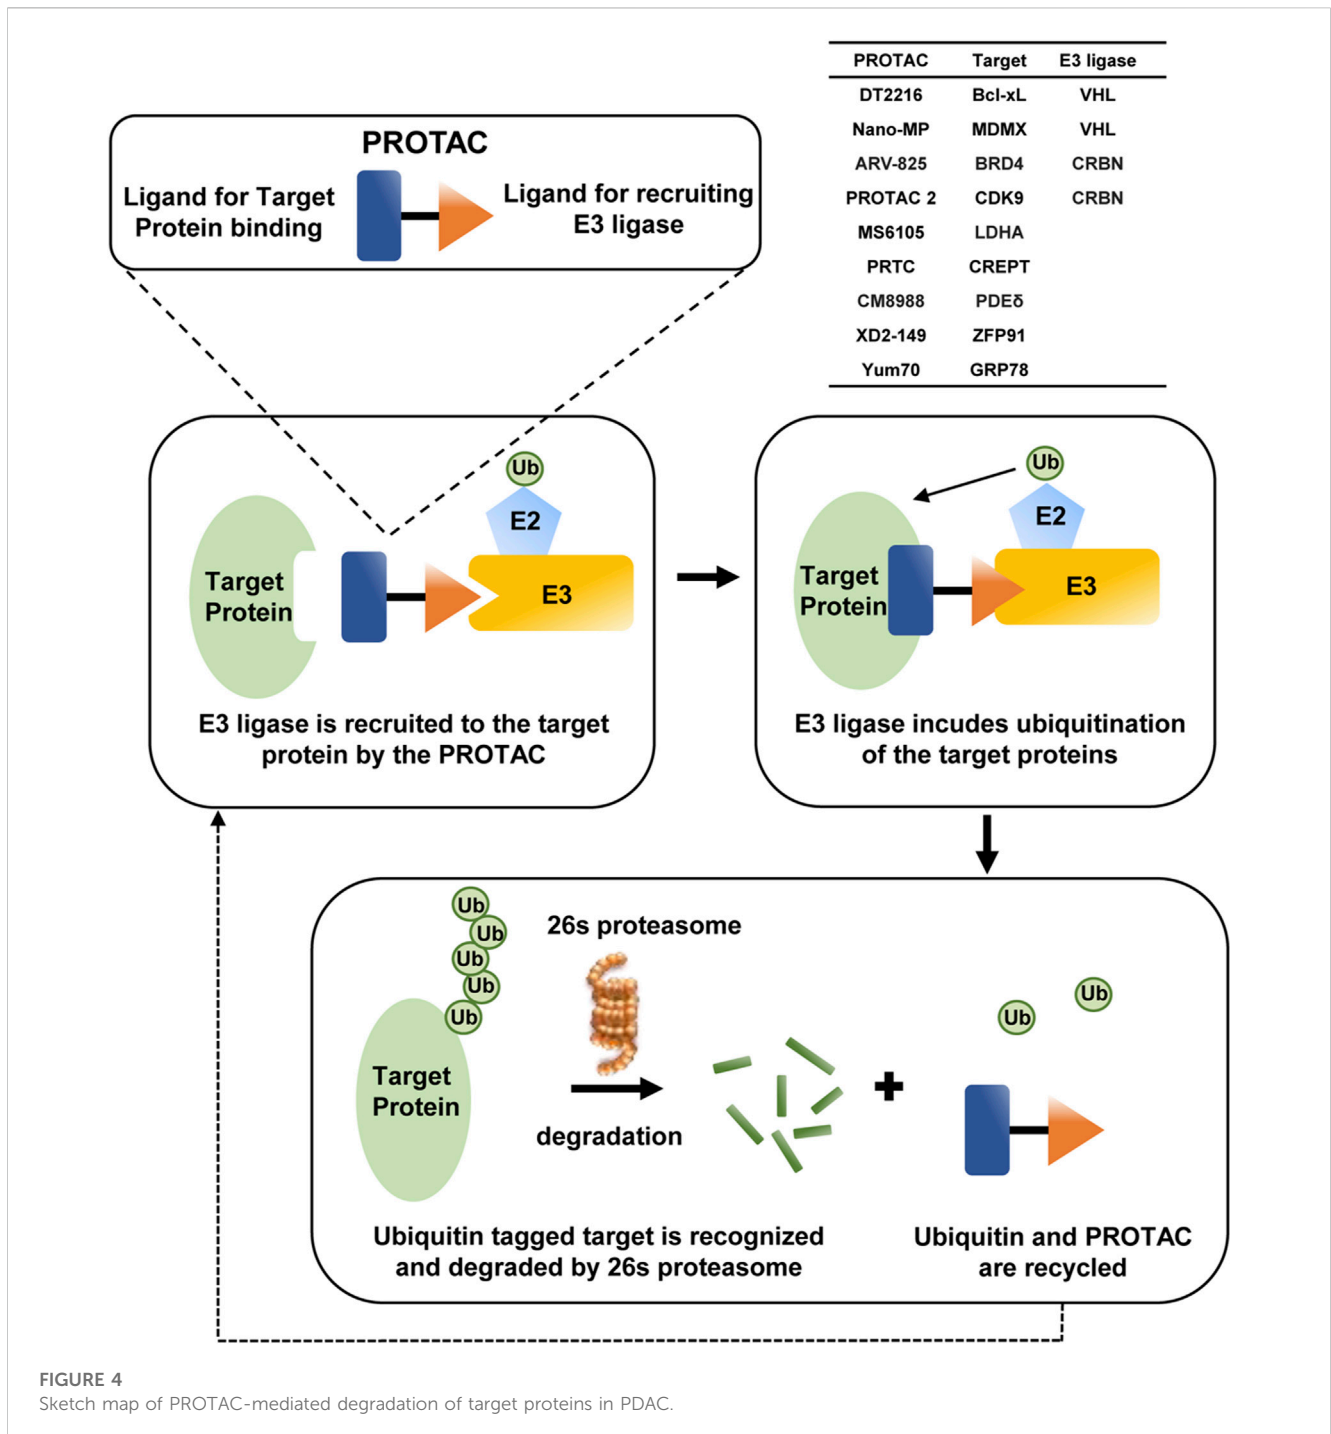 PROTAC Target E3 ligase
DT2216 Bcl-xL VHL
Nano-MP MDMX VHL
ARV-825 BRD4 CRBN
PROTAC 2 CDK9 CRBN
MS6105 LDHA
PRTC CREPT
CM8988 PDEδ
XD2-149 ZFP91
Yum70 GRP78
PROTAC
Ligand for Target
Protein binding
Ligand for recruiting
E3 ligase
Ub
E2
E3
Target
Protein
E3 ligase is recruited to the target
protein by the PROTAC
Ub
E2
E3
Target
Protein
E3 ligase incudes ubiquitination
of the target proteins
Ub
Ub
Ub
Ub
Ub
Target
Protein
26s proteasome
degradation
Ub
Ub
Ubiquitin tagged target is recognized
and degraded by 26s proteasome
Ubiquitin and PROTAC
are recycled
FIGURE 4
Sketch map of PROTAC-mediated degradation of target proteins in PDAC.